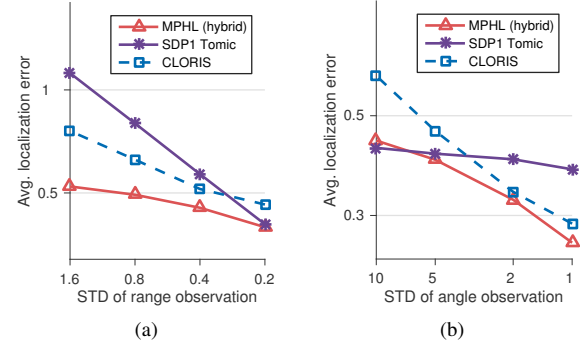 MPHL (hybrid)
SDP1 Tomic
CLORIS
Avg. localization error
1
0.5
1.6 0.8 0.4 0.2
STD of range observation
(a)
MPHL (hybrid)
SDP1 Tomic
CLORIS
Avg. localization error
0.5
0.3
10 5 2 1
STD of angle observation
(b)